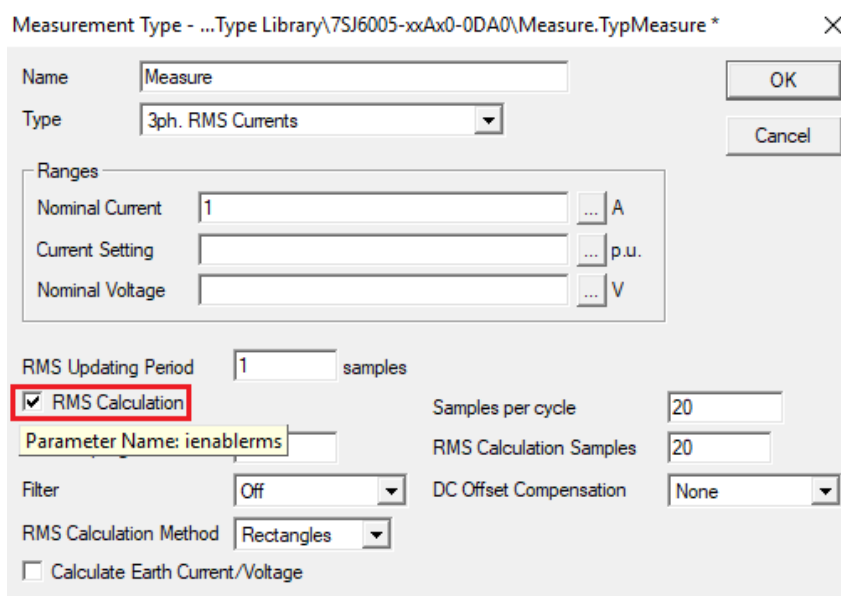 Measurement Type - ...Type Library\7SJ6005-xxAx0-0DA0\Measure.TypMeasure *
Name Measure OK
Type 3ph. RMS Currents Cancel
Ranges
Nominal Current 1 ... A
Current Setting ... p.u.
Nominal Voltage ... V
RMS Updating Period 1 samples
RMS Calculation Samples per cycle 20
Parameter Name: ienablerms RMS Calculation Samples 20
Filter Off DC Offset Compensation None
RMS Calculation Method Rectangles
Calculate Earth Current/Voltage